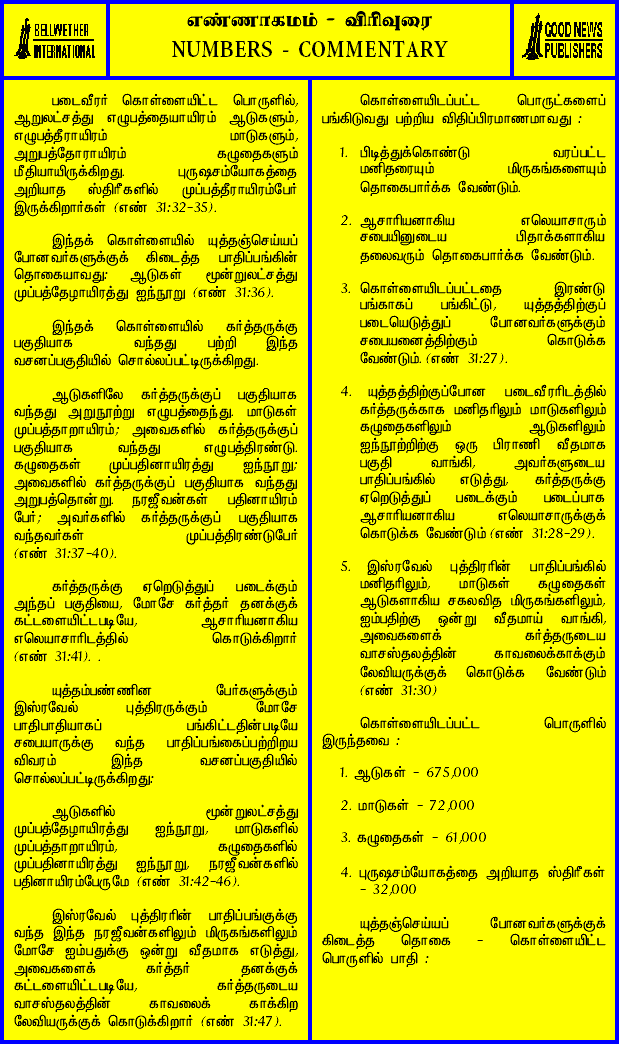 BELLWETHER
INTERNATIONAL
எண்ணாகமம் - விரிவுரை
NUMBERS - COMMENTARY
GOOD NEWS
PUBLISHERS
படைவீரர் கொள்ளையிட்ட பொருளில்,
ஆறுலட்சத்து எழுபத்தையாயிரம் ஆடுகளும்,
எழுபத்தீராயிரம் மாடுகளும்,
அறுபத்தோராயிரம் கழுதைகளும்
மீதியாயிருக்கிறது. புருஷசம்யோகத்தை
அறியாத ஸ்திரீகளில் முப்பத்தீராயிரம்பேர்
இருக்கிறார்கள் (எண் 31:32-35).
இந்தக் கொள்ளையில் யுத்தஞ்செய்யப்
போனவர்களுக்குக் கிடைத்த பாதிப்பங்கின்
தொகையாவது: ஆடுகள் மூன்றுலட்சத்து
முப்பத்தேழாயிரத்து ஐந்நூறு (எண் 31:36).
இந்தக் கொள்ளையில் கர்த்தருக்கு
பகுதியாக வந்தது பற்றி இந்த
வசனப்பகுதியில் சொல்லப்பட்டிருக்கிறது.
ஆடுகளிலே கர்த்தருக்குப் பகுதியாக
வந்தது அறுநூற்று எழுபத்தைந்து. மாடுகள்
முப்பத்தாறாயிரம்; அவைகளில் கர்த்தருக்குப்
பகுதியாக வந்தது எழுபத்திரண்டு.
கழுதைகள் முப்பதினாயிரத்து ஐந்நூறு;
அவைகளில் கர்த்தருக்குப் பகுதியாக வந்தது
அறுபத்தொன்று. நரஜீவன்கள் பதினாயிரம்
பேர்; அவர்களில் கர்த்தருக்குப் பகுதியாக
வந்தவர்கள் முப்பத்திரண்டுபேர்
(எண் 31:37-40).
கர்த்தருக்கு ஏறெடுத்துப் படைக்கும்
அந்தப் பகுதியை, மோசே கர்த்தர் தனக்குக்
கட்டளையிட்டபடியே, ஆசாரியனாகிய
எலெயாசாரிடத்தில் கொடுக்கிறார்
(எண் 31:41). .
யுத்தம்பண்ணின பேர்களுக்கும்
இஸ்ரவேல் புத்திரருக்கும் மோசே
பாதிபாதியாகப் பங்கிட்டதின்படியே
சபையாருக்கு வந்த பாதிப்பங்கைப்பற்றிறய
விவரம் இந்த வசனப்பகுதியில்
சொல்லப்பட்டிருக்கிறது:
ஆடுகளில் மூன்றுலட்சத்து
முப்பத்தேழாயிரத்து ஐந்நூறு, மாடுகளில்
முப்பத்தாறாயிரம், கழுதைகளில்
முப்பதினாயிரத்து ஐந்நூறு, நரஜீவன்களில்
பதினாயிரம்பேருமே (எண் 31:42-46).
இஸ்ரவேல் புத்திரரின் பாதிப்பங்குக்கு
வந்த இந்த நரஜீவன்களிலும் மிருகங்களிலும்
மோசே ஐம்பதுக்கு ஒன்று வீதமாக எடுத்து,
அவைகளைக் கர்த்தர் தனக்குக்
கட்டளையிட்டபடியே, கர்த்தருடைய
வாசஸ்தலத்தின் காவலைக் காக்கிற
லேவியருக்குக் கொடுக்கிறார் (எண் 31:47).
கொள்ளையிடப்பட்ட பொருட்களைப்
பங்கிடுவது பற்றிய விதிப்பிரமாணமாவது :
1. பிடித்துக்கொண்டு வரப்பட்ட
மனிதரையும் மிருகங்களையும்
தொகைபார்க்க வேண்டும்.
2. ஆசாரியனாகிய எலெயாசாரும்
சபையினுடைய பிதாக்களாகிய
தலைவரும் தொகைபார்க்க வேண்டும்.
3. கொள்ளையிடப்பட்டதை இரண்டு
பங்காகப் பங்கிட்டு, யுத்தத்திற்குப்
படையெடுத்துப் போனவர்களுக்கும்
சபையனைத்திற்கும் கொடுக்க
வேண்டும். (எண் 31:27).
4. யுத்தத்திற்குப்போன படைவீரரிடத்தில்
கர்த்தருக்காக மனிதரிலும் மாடுகளிலும்
கழுதைகளிலும் ஆடுகளிலும்
ஐந்நூற்றிற்கு ஒரு பிராணி வீதமாக
பகுதி வாங்கி, அவர்களுடைய
பாதிப்பங்கில் எடுத்து, கர்த்தருக்கு
ஏறெடுத்துப் படைக்கும் படைப்பாக
ஆசாரியனாகிய எலெயாசாருக்குக்
கொடுக்க வேண்டும் (எண் 31:28-29).
5. இஸ்ரவேல் புத்திரரின் பாதிப்பங்கில்
மனிதரிலும், மாடுகள் கழுதைகள்
ஆடுகளாகிய சகலவித மிருகங்களிலும்,
ஐம்பதிற்கு ஒன்று வீதமாய் வாங்கி,
அவைகளைக் கர்த்தருடைய
வாசஸ்தலத்தின் காவலைக்காக்கும்
லேவியருக்குக் கொடுக்க வேண்டும்
(எண் 31:30)
கொள்ளையிடப்பட்ட பொருளில்
இருந்தவை :
1. ஆடுகள் - 675,000
2. மாடுகள் - 72,000
3. கழுதைகள் - 61,000
4. புருஷசம்யோகத்தை அறியாத ஸ்திரீகள்
- 32,000
யுத்தஞ்செய்யப் போனவர்களுக்குக்
கிடைத்த தொகை - கொள்ளையிட்ட
பொருளில் பாதி :